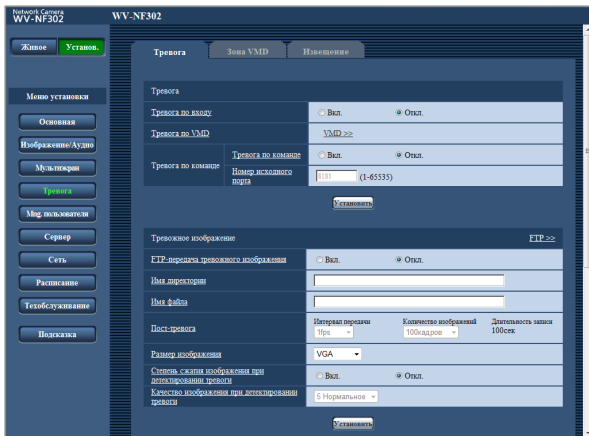 Network Camera
WV-NF302
WV-NF302
Живое
Установ.
Меню установки
Основная
Изображение/Аудио
Мультиэкран
Тревога
Mng. пользователя
Сервер
Сеть
Расписание
Техобслуживание
Подсказка
Тревога
Зона VMD
Извещение
Тревога
Тревога по входу
Вкл.
Откл.
Тревога по VMD
VMD >>
Тревога по команде
Тревога по команде
Вкл.
Откл.
Номер исходного
порта
8181
(1-65535)
Установить
Тревожное изображение
FTP >>
FTP-передача тревожного изображения
Вкл.
Откл.
Имя директории
Имя файла
Пост-тревога
Интервал передачи
Количество изображений
Длительность записи
1fps
100кадров
100сек
Размер изображения
VGA
Степень сжатия изображения при
детектировании тревоги
Вкл.
Откл.
Качество изображения при детектировании
тревоги
5 Нормальное
Установить